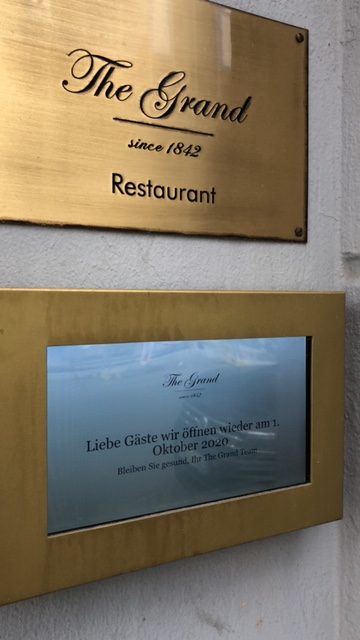 The Grand
since 1842
Restaurant
The Grand
since 1842
Liebe Gäste wir öffnen wieder am 1.
Oktober 2020
Bleiben Sie gesund, Ihr The Grand Team